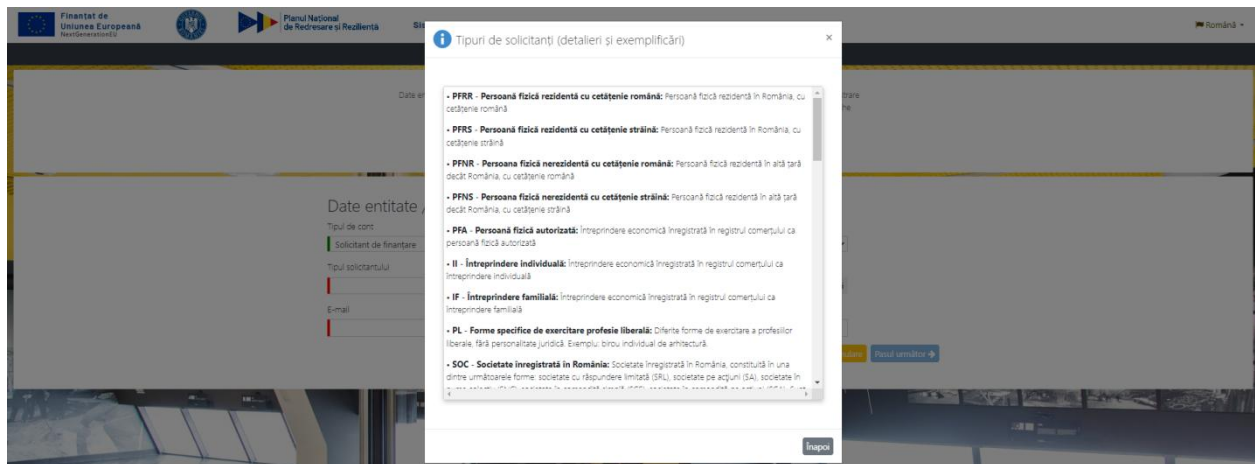 Finanțat de
Uniunea Europeană
NextGenerationEU
Planul Național
de Redresare și Reziliență
Română
Tipuri de solicitanți (detalieri și exemplificări)
×
• PFRR - Persoană fizică rezidentă cu cetățenie română: Persoană fizică rezidentă în România, cu
cetățenie română
• PFRS - Persoană fizică rezidentă cu cetățenie străină: Persoană fizică rezidentă în România, cu
cetățenie străină
• PFNR - Persoana fizică nerezidentă cu cetățenie română: Persoană fizică rezidentă în altă țară
decât România, cu cetățenie română
• PFNS - Persoana fizică nerezidentă cu cetățenie străină: Persoană fizică rezidentă în altă țară
decât România, cu cetățenie străină
• PFA - Persoană fizică autorizată: Întreprindere economică înregistrată în registrul comerțului ca
persoană fizică autorizată
• II - Întreprindere individuală: Întreprindere economică înregistrată în registrul comerțului ca
întreprindere individuală
• IF - Întreprindere familială: Întreprindere economică înregistrată în registrul comerțului ca
întreprindere familială
• PL - Forme specifice de exercitare profesie liberală: Diferite forme de exercitare a profesiilor
liberale, fără personalitate juridică. Exemplu: birou individual de arhitectură.
• SOC - Societate înregistrată în România: Societate înregistrată în România, constituită în una
dintre următoarele forme: societate cu răspundere limitată (SRL), societate pe acțiuni (SA), societate în
Înapoi
Date entitate /
Tipul de cont
Solicitant de finanțare
Tipul solicitantului
E-mail
Pasul următor